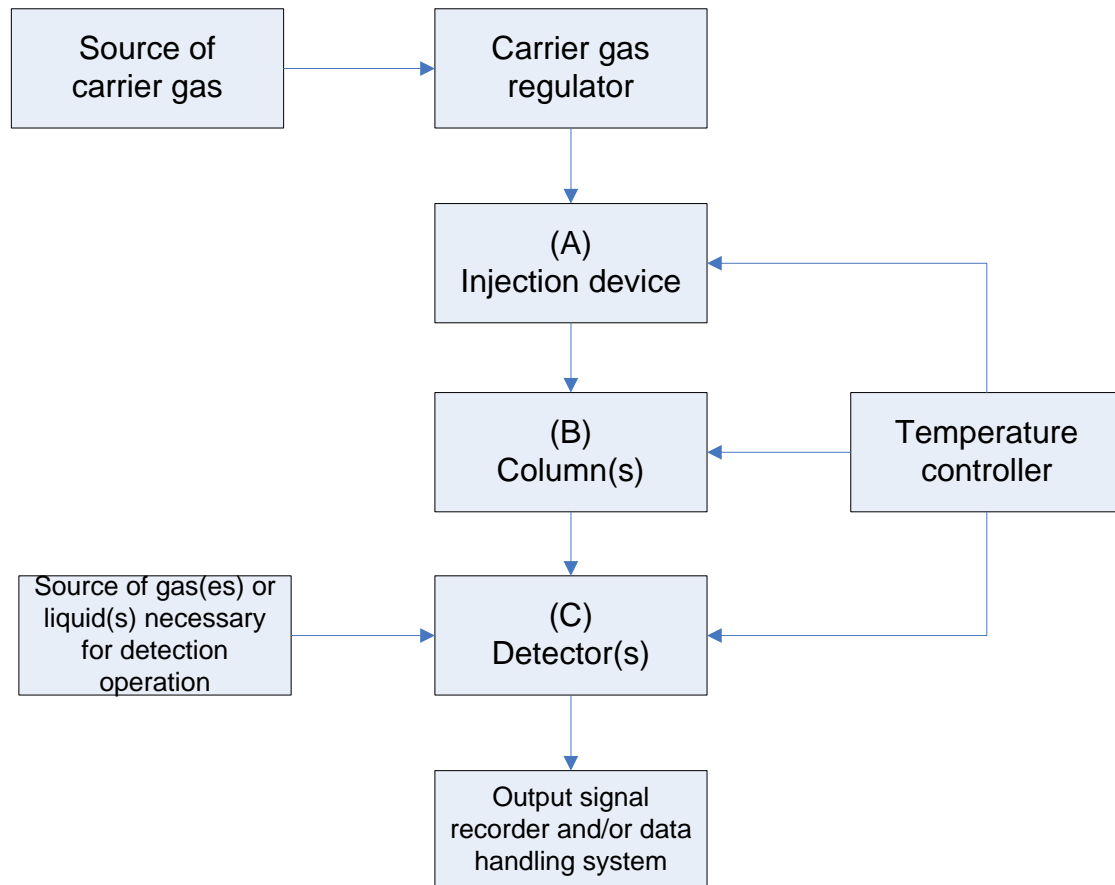 Source of
carrier gas
Carrier gas
regulator
(A)
Injection device
(B)
Column(s)
Temperature
controller
Source of gas(es) or
liquid(s) necessary
for detection
operation
(C)
Detector(s)
Output signal
recorder and/or data
handling system